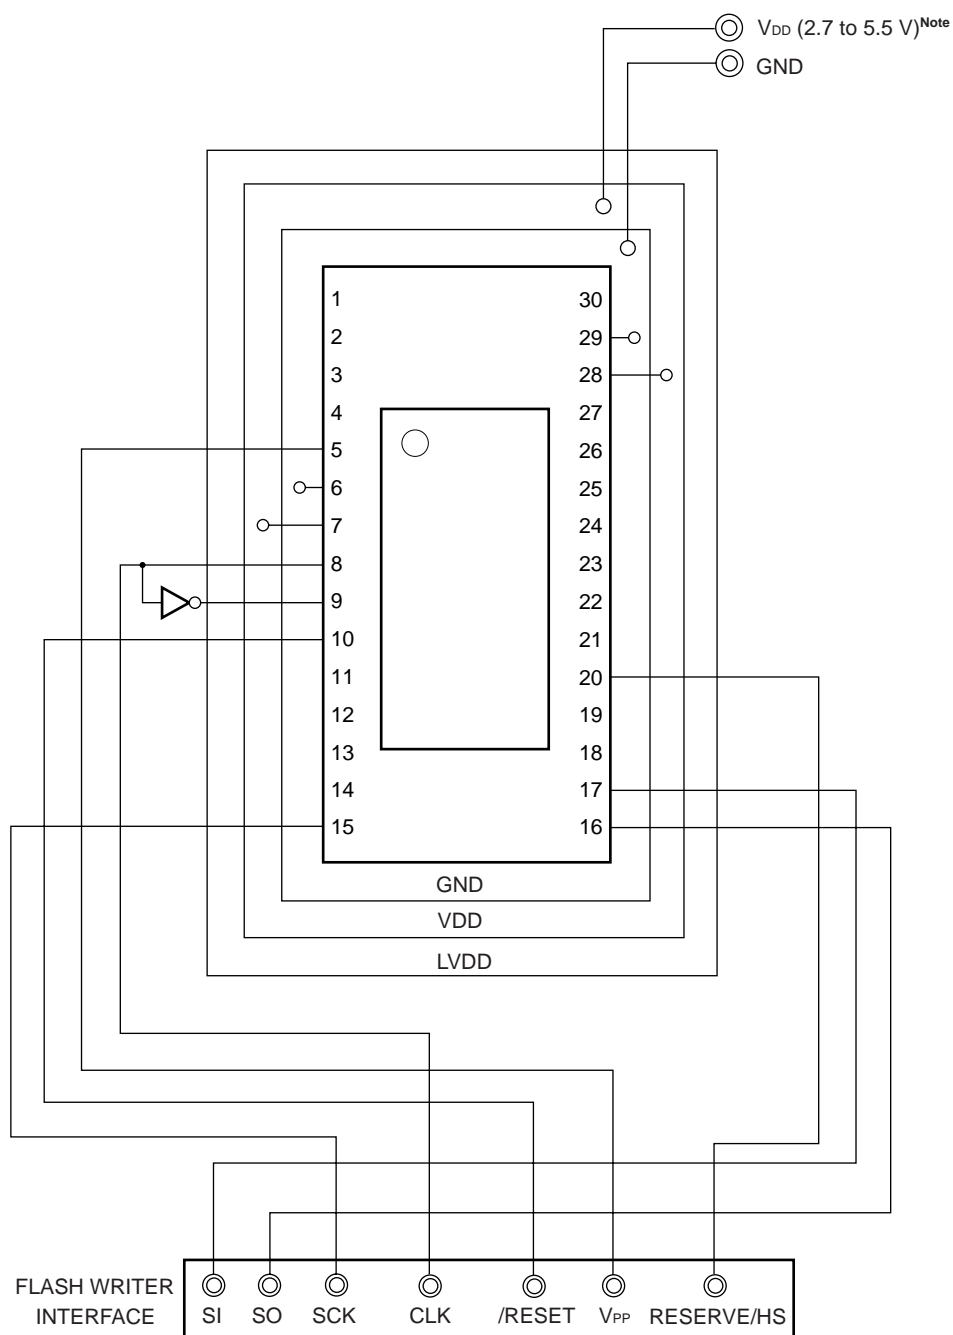 VDD (2.7 to 5.5 V)Note
GND
1 30
2 29
3 28
4 27
5 26
6 25
7 24
8 23
9 22
10 21
11 20
12 19
13 18
14 17
15 16
GND
VDD
LVDD
FLASH WRITER
INTERFACE
SI SO SCK CLK /RESET VPP RESERVE/HS